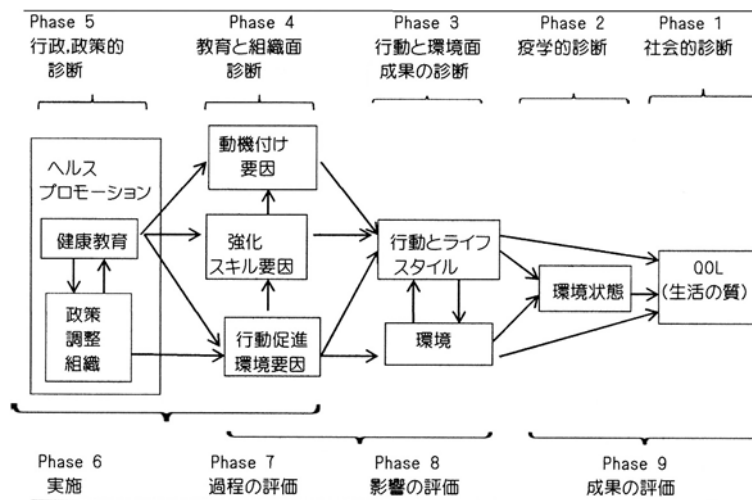 Phase 5
行政.政策的
診断
Phase 4
教育と組織面
診断
Phase 3
行動と環境面
成果の診断
Phase 2
疫学的診断
Phase 1
社会的診断
ヘルス
プロモーション
健康教育
政策
調整
組織
動機付け
要因
強化
スキル要因
行動促進
環境要因
行動とライフ
スタイル
環境
環境状態
QOL
(生活の質)
Phase 6
実施
Phase 7
過程の評価
Phase 8
影響の評価
Phase 9
成果の評価